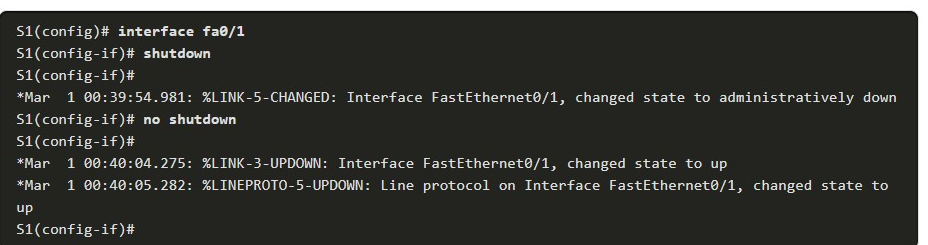 S1(config)# interface fa0/1
S1(config-if)# shutdown
S1(config-if)#
*Mar  1 00:39:54.981: %LINK-5-CHANGED: Interface FastEthernet0/1, changed state to administratively down
S1(config-if)# no shutdown
S1(config-if)#
*Mar  1 00:40:04.275: %LINK-3-UPDOWN: Interface FastEthernet0/1, changed state to up
*Mar  1 00:40:05.282: %LINEPROTO-5-UPDOWN: Line protocol on Interface FastEthernet0/1, changed state to
up
S1(config-if)#